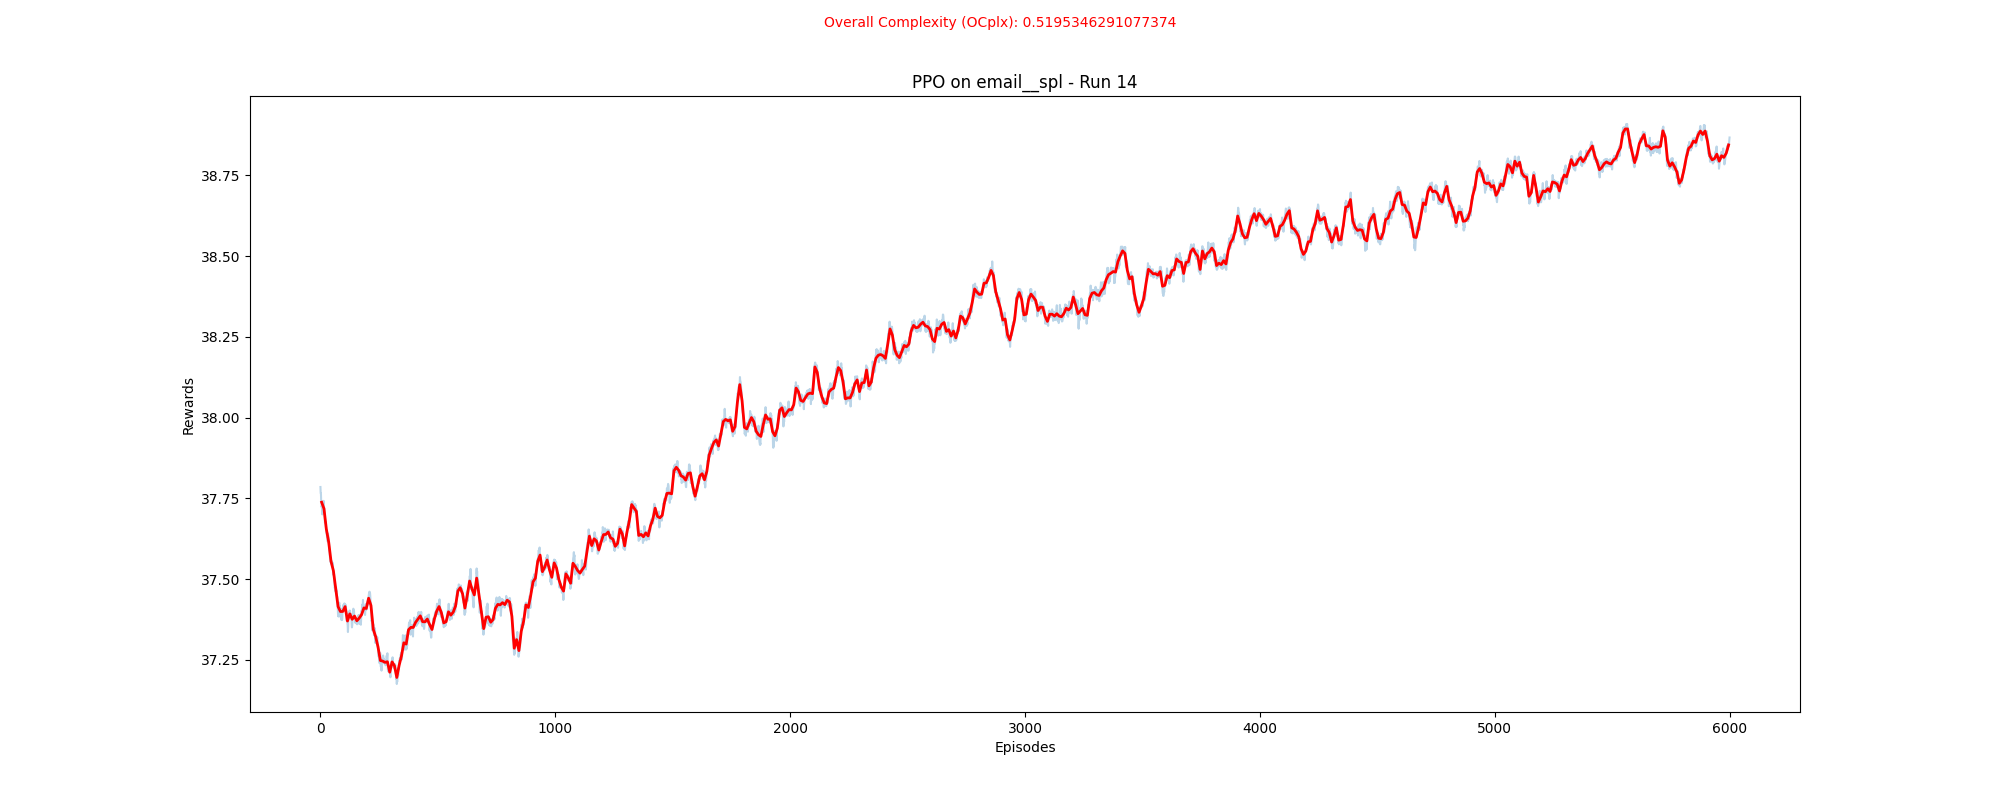 Overall Complexity (OCplx): 0.5195346291077374
PPO on email__spl - Run 14
38.75
38.50
38.25
38.00
37.75
37.50
37.25
Rewards
0 1000 2000 3000 4000 5000 6000
Episodes